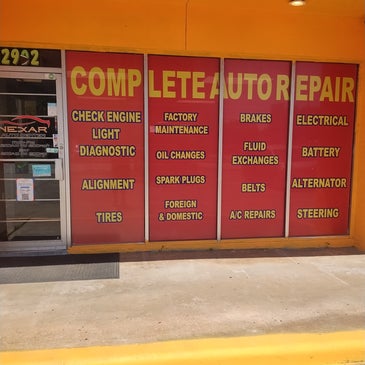 2992
COMPLETE AUTO REPAIR
NEXAR
CHECK ENGINE
LIGHT
DIAGNOSTIC
ALIGNMENT
TIRES
FACTORY
MAINTENANCE
OIL CHANGES
SPARK PLUGS
FOREIGN
& DOMESTIC
BRAKES
FLUID
EXCHANGES
BELTS
A/C REPAIRS
ELECTRICAL
BATTERY
ALTERNATOR
STEERING